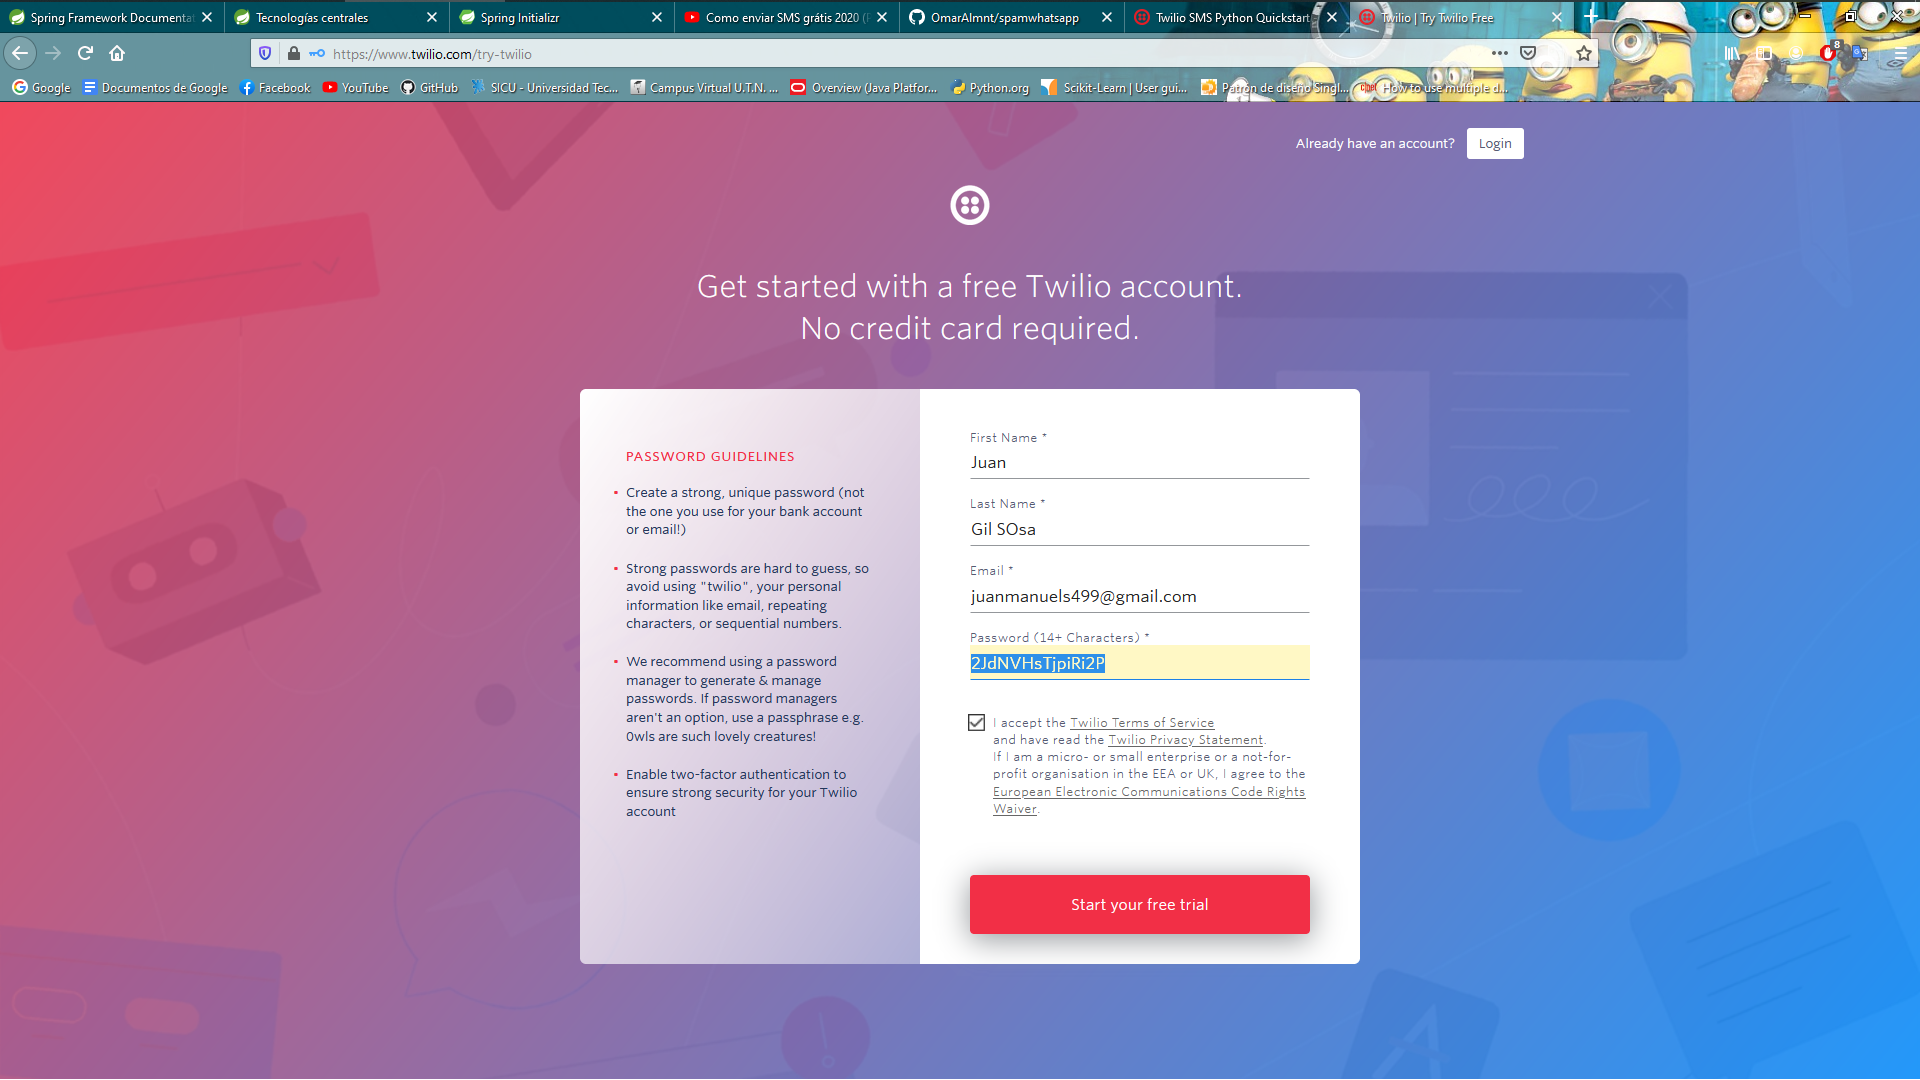 Spring Framework Documentat
Tecnologías centrales
Spring Initializr
Como enviar SMS grátis 2020 (
OmarAlmnt/spamwhatsapp
Twilio SMS Python Quickstart
Twilio | Try Twilio Free
https://www.twilio.com/try-twilio
8
Google
Documentos de Google
Facebook
YouTube
GitHub
SICU - Universidad Tec...
Campus Virtual U.T.N. ...
Overview (Java Platfor...
Python.org
Scikit-Learn | User gui...
Patrón de diseño Singl...
How to use multiple d...
Already have an account?
Login
Get started with a free Twilio account.
No credit card required.
PASSWORD GUIDELINES
Create a strong, unique password (not
the one you use for your bank account
or email!)
Strong passwords are hard to guess, so
avoid using "twilio", your personal
information like email, repeating
characters, or sequential numbers.
We recommend using a password
manager to generate & manage
passwords. If password managers
aren't an option, use a passphrase e.g.
0wls are such lovely creatures!
Enable two-factor authentication to
ensure strong security for your Twilio
account
First Name *
Juan
Last Name *
Gil SOsa
Email *
juanmanuels499@gmail.com
Password (14+ Characters) *
2JdNVHsTjpiRi2P
I accept the Twilio Terms of Service
and have read the Twilio Privacy Statement.
If I am a micro- or small enterprise or a not-for-
profit organisation in the EEA or UK, I agree to the
European Electronic Communications Code Rights
Waiver.
Start your free trial